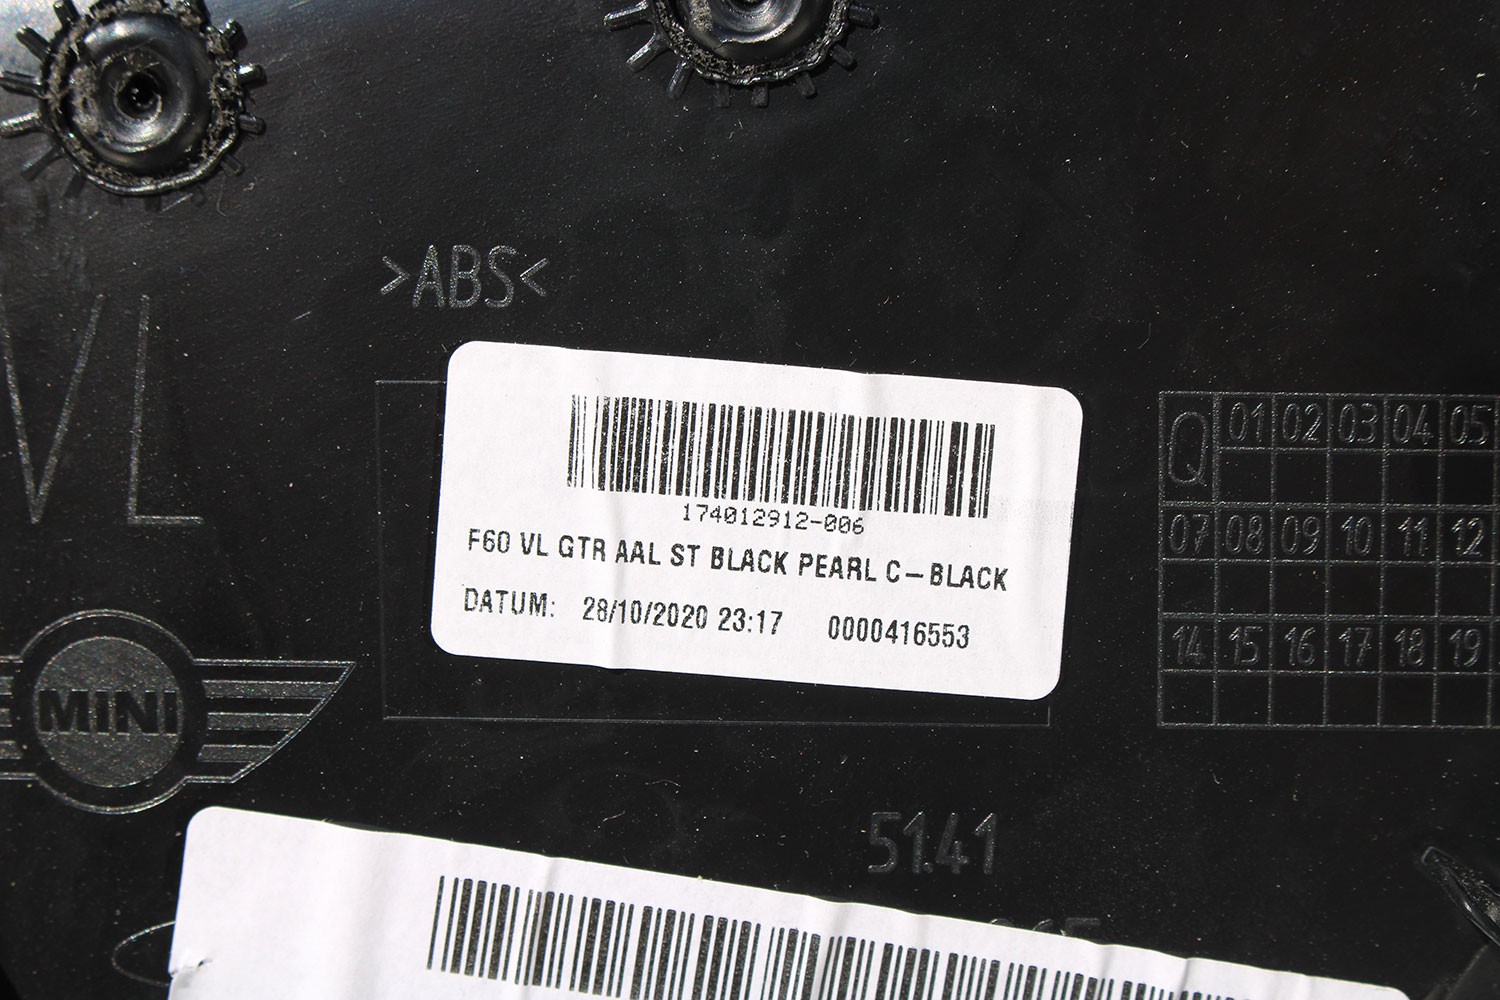 >ABS<
VL
174012912-006
F60 VL GTR AAL ST BLACK PEARL C-BLACK
DATUM: 28/10/2020 23:17 0000416553
Q 01 02 03 04 05
07 08 09 10 11 12
14 15 16 17 18 19
MINI
51.41